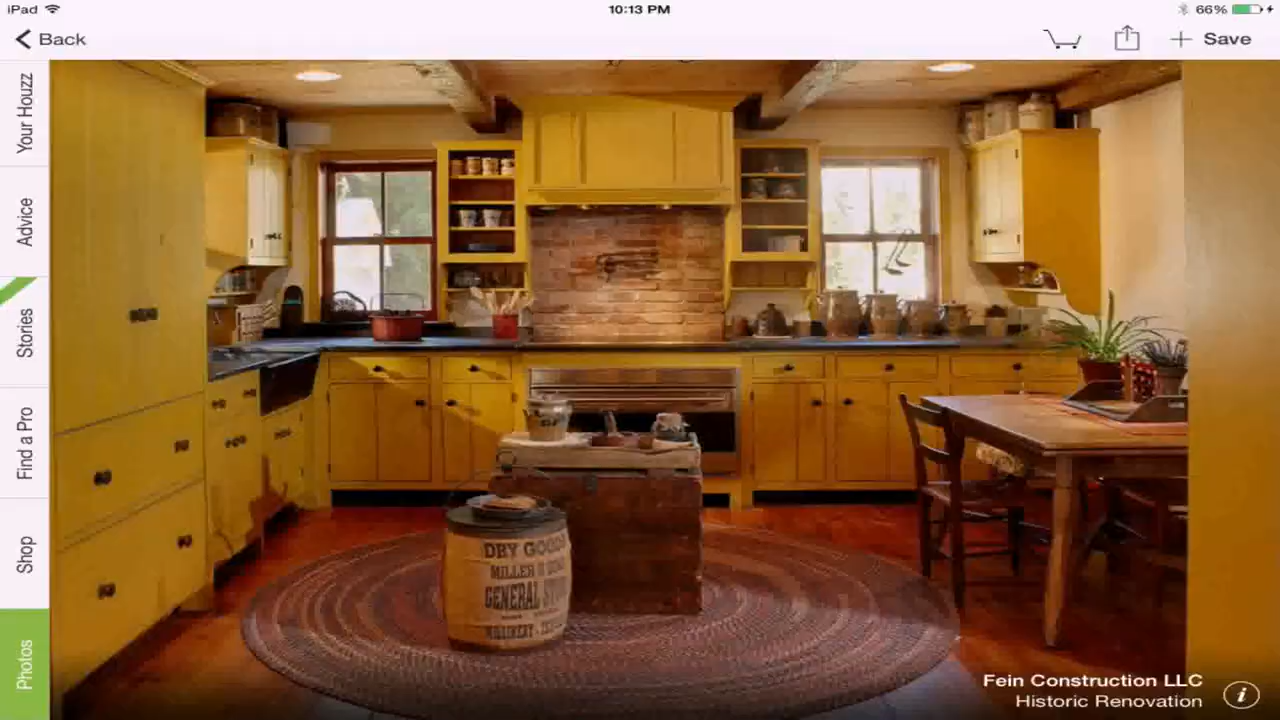 iPad
10:13 PM
66%
Back
Save
Your Houzz
Advice
Stories
Find a Pro
Shop
Photos
DRY GOODS
GENERAL
Fein Construction LLC
Historic Renovation